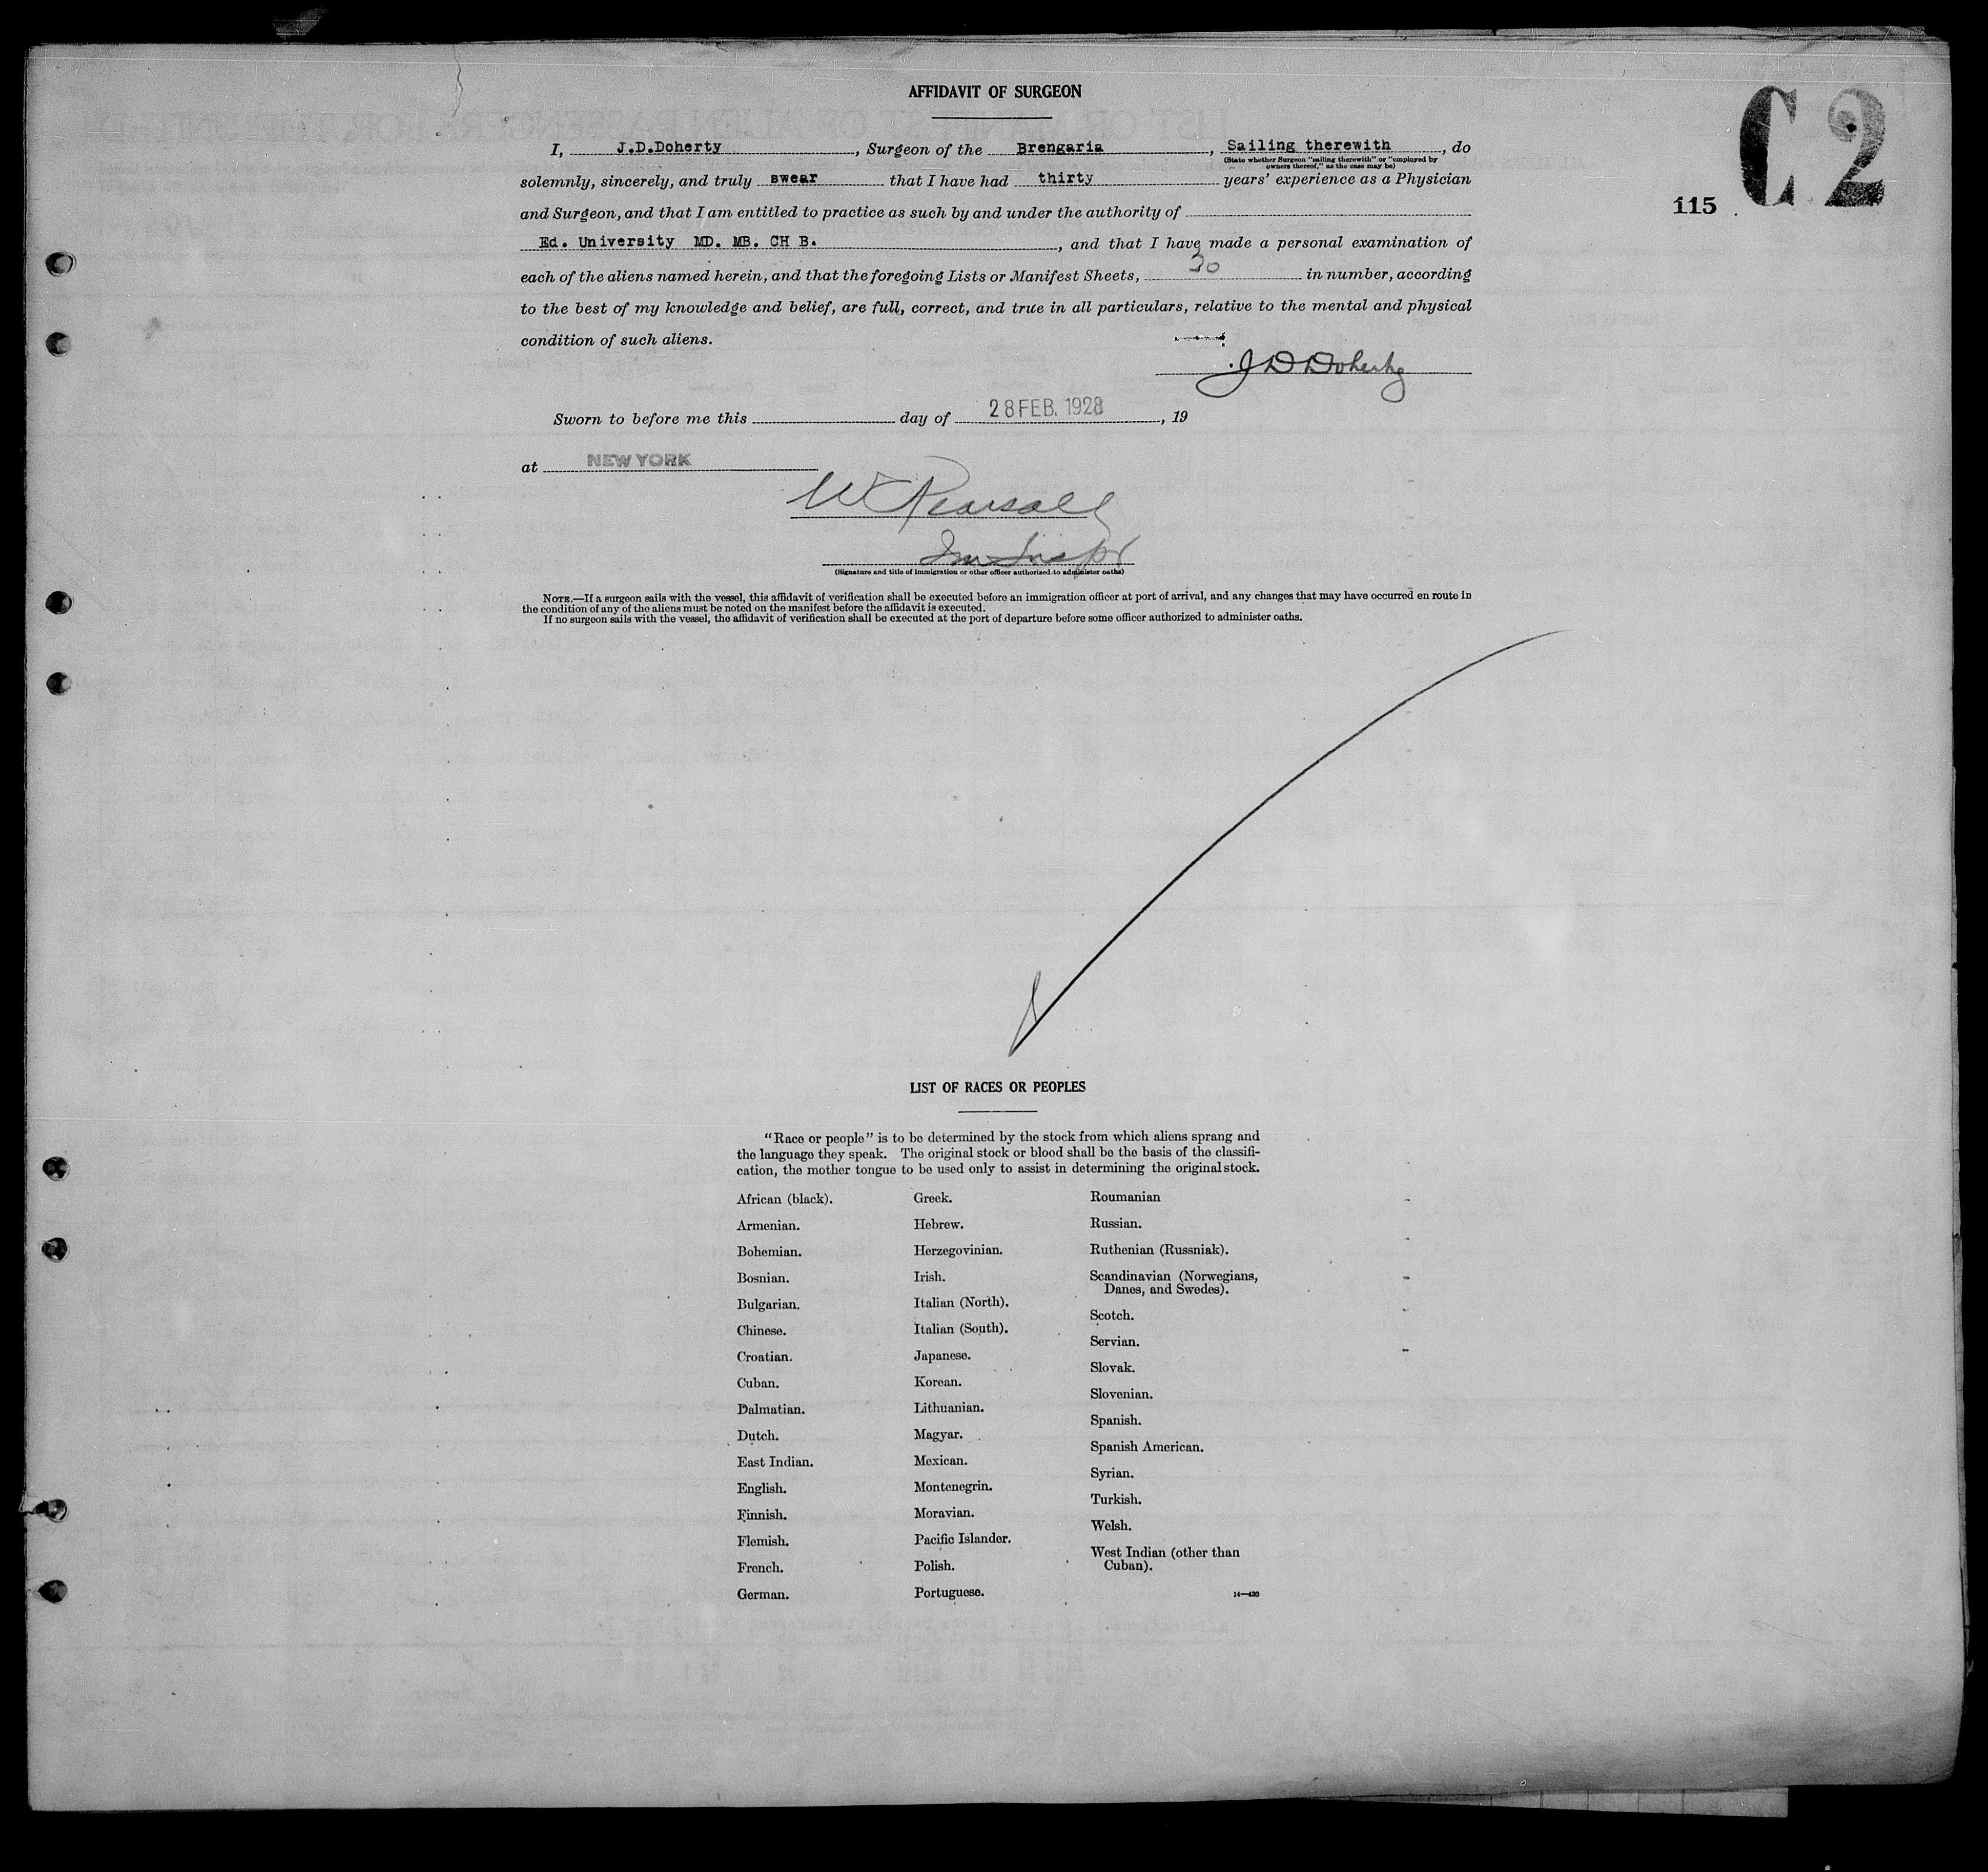 AFFIDAVIT OF SURGEON
C 2
115
I, J.D.Doherty, Surgeon of the Brengaria, Sailing therewith, do
(State whether Surgeon "sailing therewith" or "employed by
owners thereof," as the case may be)
solemnly, sincerely, and truly swear that I have had thirty years' experience as a Physician
and Surgeon, and that I am entitled to practice as such by and under the authority of
Ed. University MD. MB. CH B., and that I have made a personal examination of
each of the aliens named herein, and that the foregoing Lists or Manifest Sheets, 30 in number, according
to the best of my knowledge and belief, are full, correct, and true in all particulars, relative to the mental and physical
condition of such aliens.
J D Doherty
Sworn to before me this day of 28 FEB. 1928, 19
at NEW YORK
W Pearsall
Im Inspr
(Signature and title of immigration or other officer authorized to administer oaths)
NOTE.—If a surgeon sails with the vessel, this affidavit of verification shall be executed before an immigration officer at port of arrival, and any changes that may have occurred en route in
the condition of any of the aliens must be noted on the manifest before the affidavit is executed.
If no surgeon sails with the vessel, the affidavit of verification shall be executed at the port of departure before some officer authorized to administer oaths.
LIST OF RACES OR PEOPLES
"Race or people" is to be determined by the stock from which aliens sprang and
the language they speak. The original stock or blood shall be the basis of the classifi-
cation, the mother tongue to be used only to assist in determining the original stock.
African (black).
Armenian.
Bohemian.
Bosnian.
Bulgarian.
Chinese.
Croatian.
Cuban.
Dalmatian.
Dutch.
East Indian.
English.
Finnish.
Flemish.
French.
German.
Greek.
Hebrew.
Herzegovinian.
Irish.
Italian (North).
Italian (South).
Japanese.
Korean.
Lithuanian.
Magyar.
Mexican.
Montenegrin.
Moravian.
Pacific Islander.
Polish.
Portuguese.
Roumanian
Russian.
Ruthenian (Russniak).
Scandinavian (Norwegians,
Danes, and Swedes).
Scotch.
Servian.
Slovak.
Slovenian.
Spanish.
Spanish American.
Syrian.
Turkish.
Welsh.
West Indian (other than
Cuban).
14—430